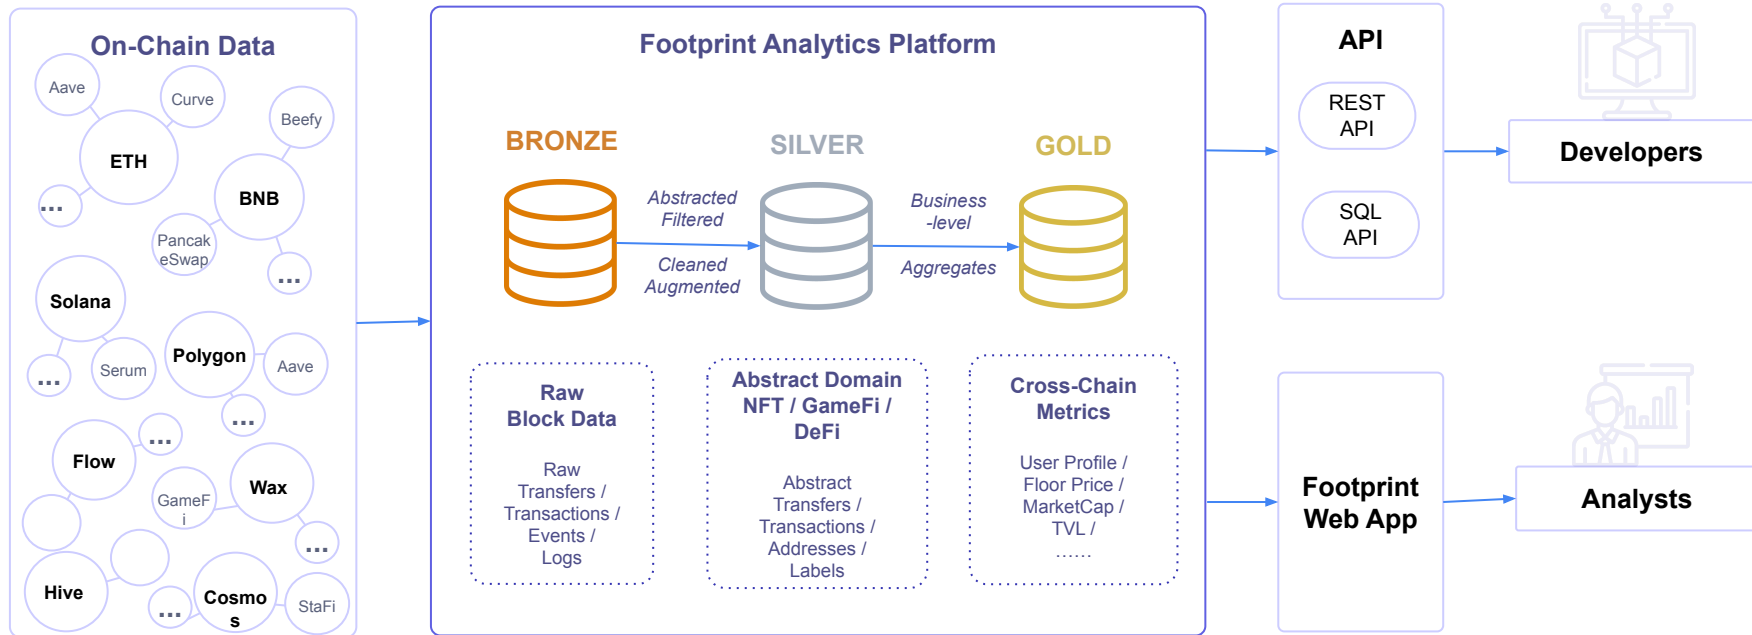 On-Chain Data
Aave
Curve
ETH
...
Beefy
BNB
Pancak
eSwap
...
Solana
...
Serum
Polygon
Aave
...
Flow
...
GameF
i
Wax
...
Hive
...
Cosmo
s
StaFi
Footprint Analytics Platform
BRONZE
Abstracted
Filtered
Cleaned
Augmented
SILVER
Business
-level
Aggregates
GOLD
Raw
Block Data
Raw
Transfers /
Transactions /
Events /
Logs
Abstract Domain
NFT / GameFi /
DeFi
Abstract
Transfers /
Transactions /
Addresses /
Labels
Cross-Chain
Metrics
User Profile /
Floor Price /
MarketCap /
TVL /
......
API
REST
API
SQL
API
Developers
Footprint
Web App
Analysts